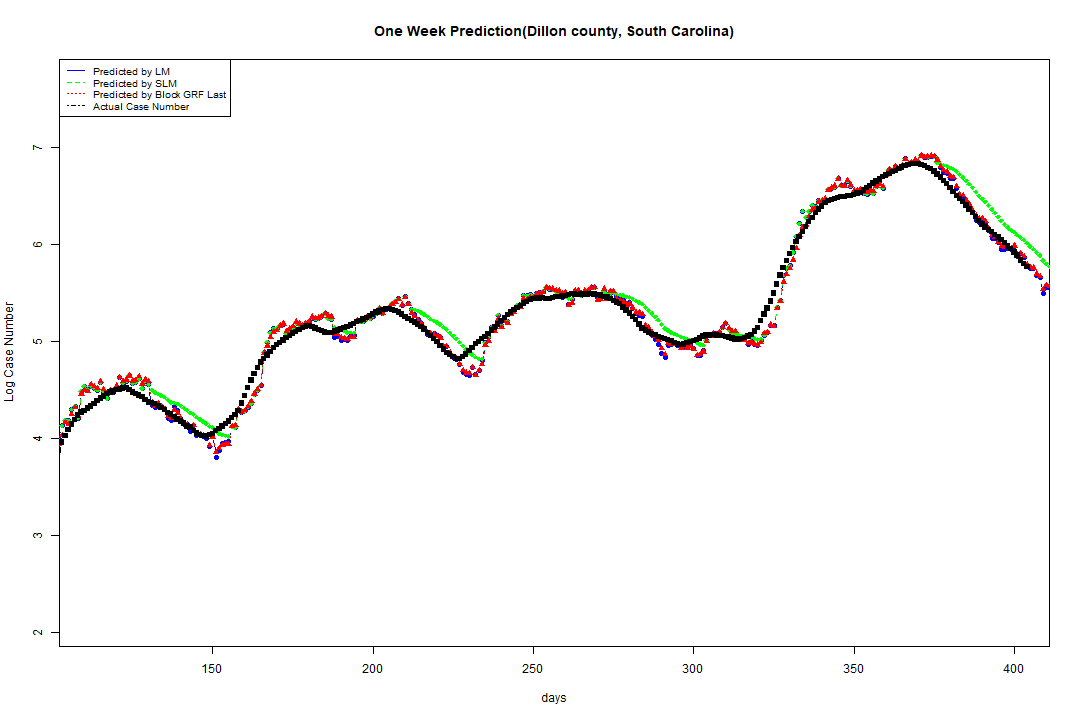 One Week Prediction(Dillon county, South Carolina)
Predicted by LM
Predicted by SLM
Predicted by Block GRF Last
Actual Case Number
Log Case Number
7
6
5
4
3
2
150 200 250 300 350 400
days